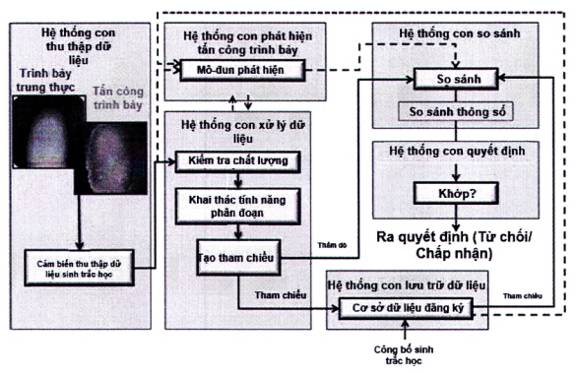 Hệ thống con
thu thập dữ
liệu
Trình bày
trung thực
Tấn công
trình bày
Cảm biến thu thập dữ
liệu sinh trắc học
Hệ thống con phát hiện
tấn công trình bày
Mô-đun phát hiện
Hệ thống con xử lý dữ
liệu
Kiểm tra chất lượng
Khai thác tính năng
phân đoạn
Tạo tham chiếu
Thăm dò
Tham chiếu
Hệ thống con so sánh
So sánh
So sánh thông số
Hệ thống con quyết định
Khớp?
Ra quyết định (Từ chối/
Chấp nhận)
Hệ thống con lưu trữ dữ liệu
Cơ sở dữ liệu đăng ký
Tham chiếu
Công bố sinh
trắc học